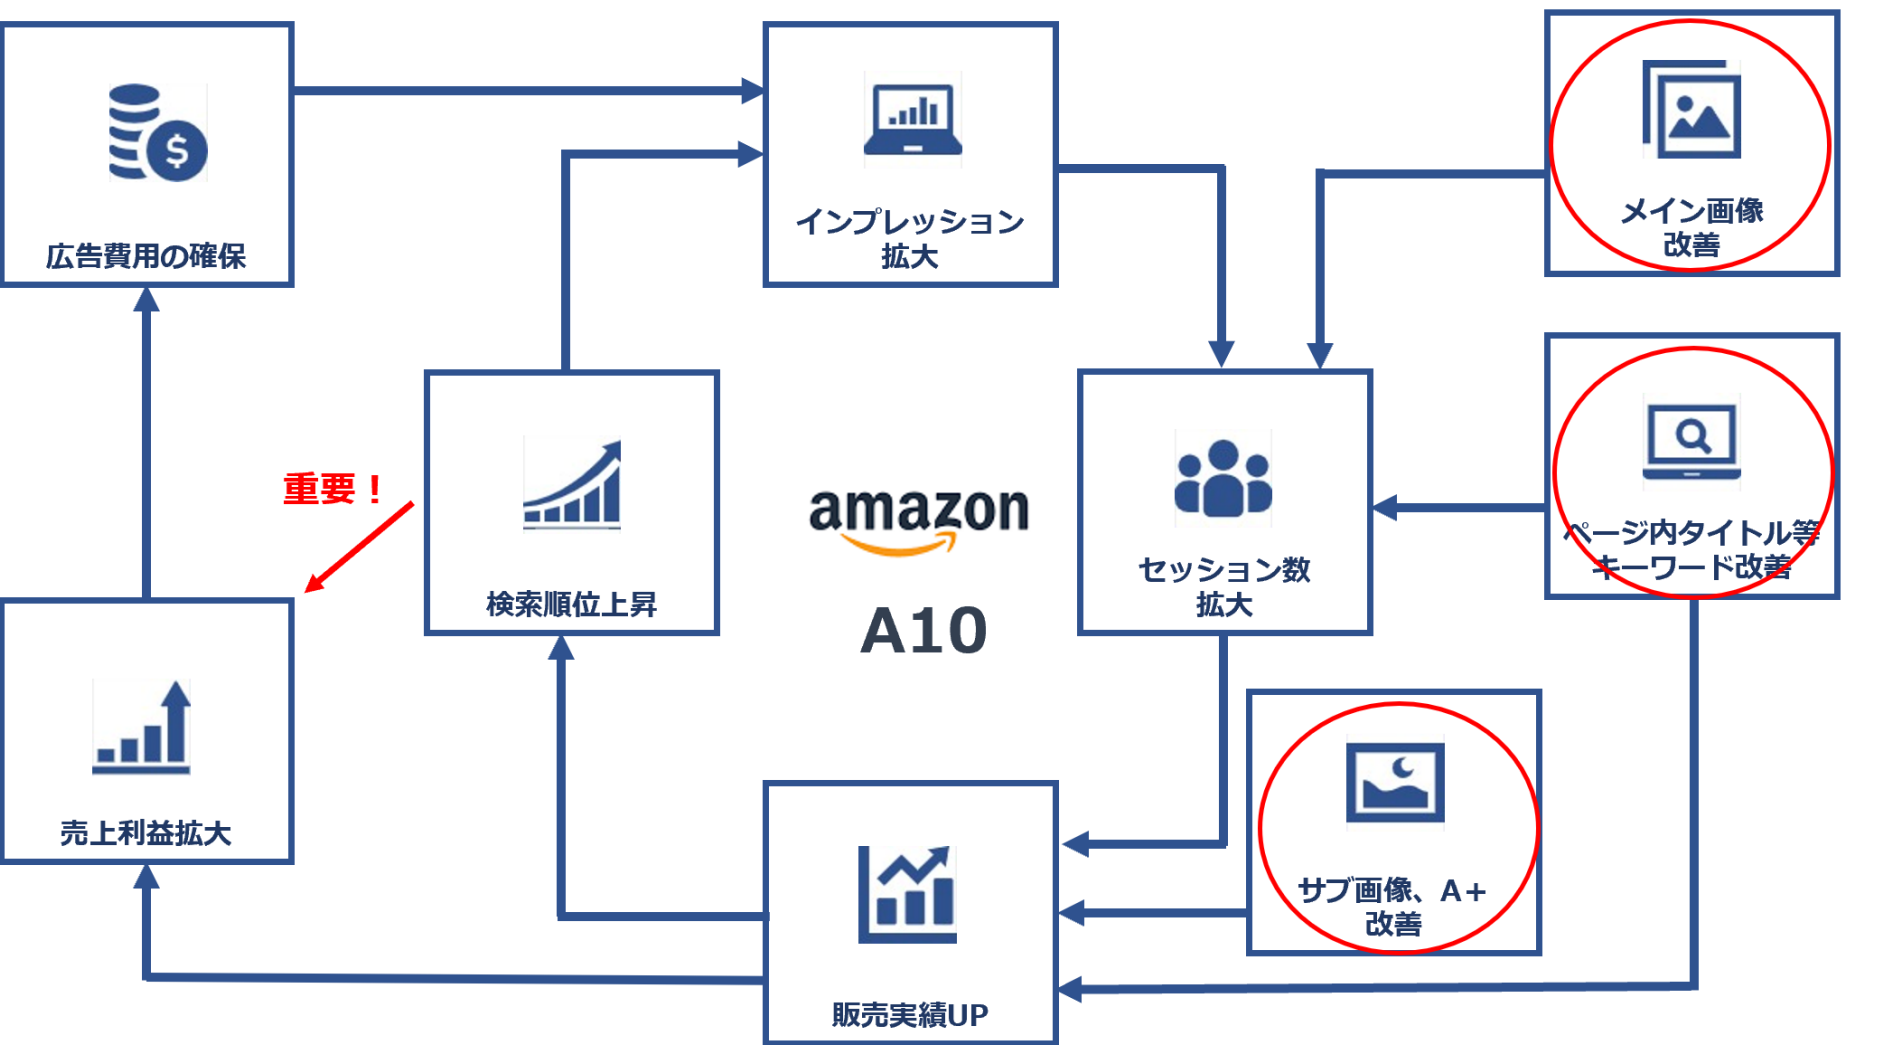 広告費用の確保
インプレッション
拡大
メイン画像
改善
重要！
検索順位上昇
amazon
A10
セッション数
拡大
ページ内タイトル等
キーワード改善
売上利益拡大
サブ画像、A+
改善
販売実績UP